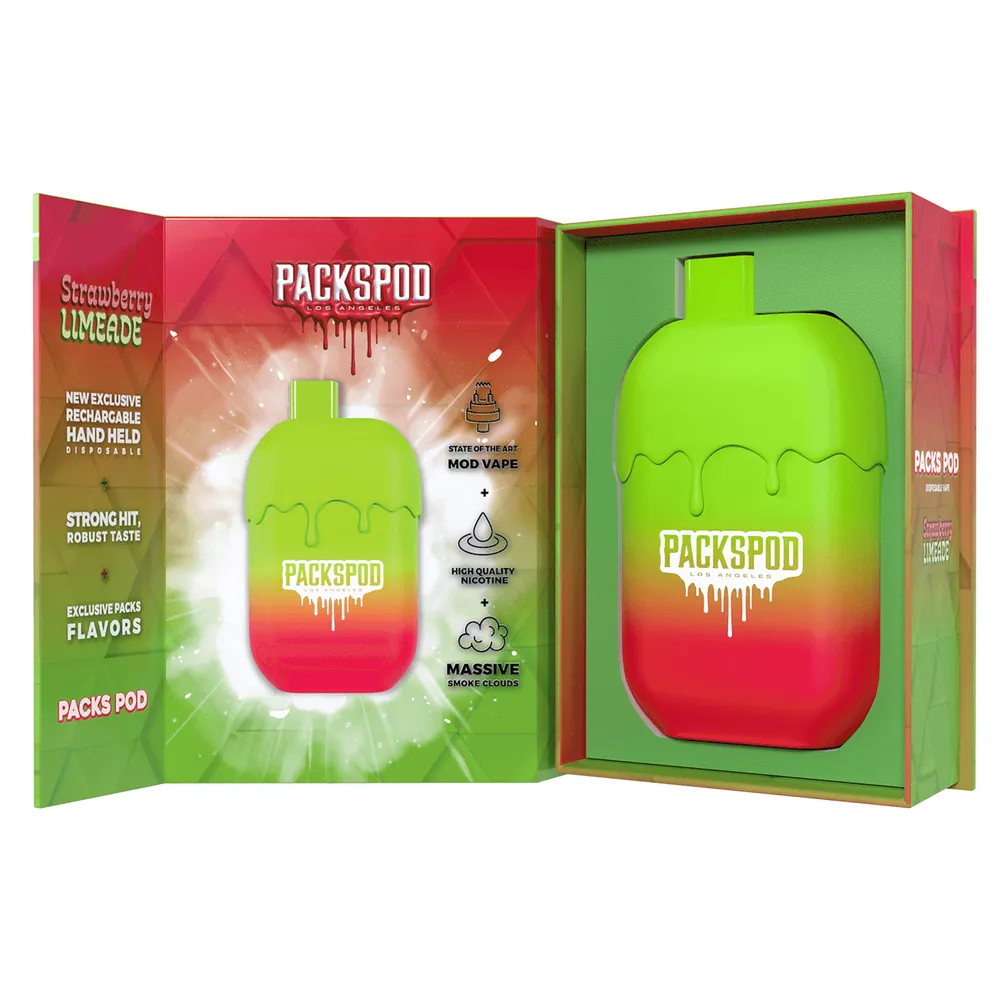 Strawberry
LIMEADE
NEW EXCLUSIVE
RECHARGABLE
HAND HELD
DISPOSABLE
+
STRONG HIT,
ROBUST TASTE
+
EXCLUSIVE PACKS
FLAVORS
PACKS POD
PACKSPOD
LOS ANGELES
PACKSPOD
LOS ANGELES
STATE OF THE ART
MOD VAPE
+
HIGH QUALITY
NICOTINE
+
MASSIVE
SMOKE CLOUDS
PACKSPOD
LOS ANGELES
PACKS POD
DISPOSABLE VAPE
Strawberry
LIMEADE